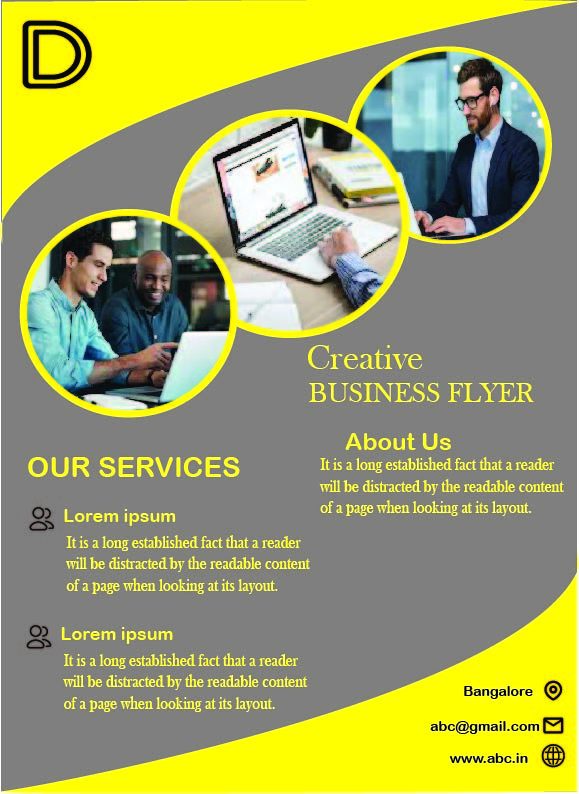 D
Creative
BUSINESS FLYER
About Us
It is a long established fact that a reader
will be distracted by the readable content
of a page when looking at its layout.
OUR SERVICES
Lorem ipsum
It is a long established fact that a reader
will be distracted by the readable content
of a page when looking at its layout.
Lorem ipsum
It is a long established fact that a reader
will be distracted by the readable content
of a page when looking at its layout.
Bangalore
abc@gmail.com
www.abc.in